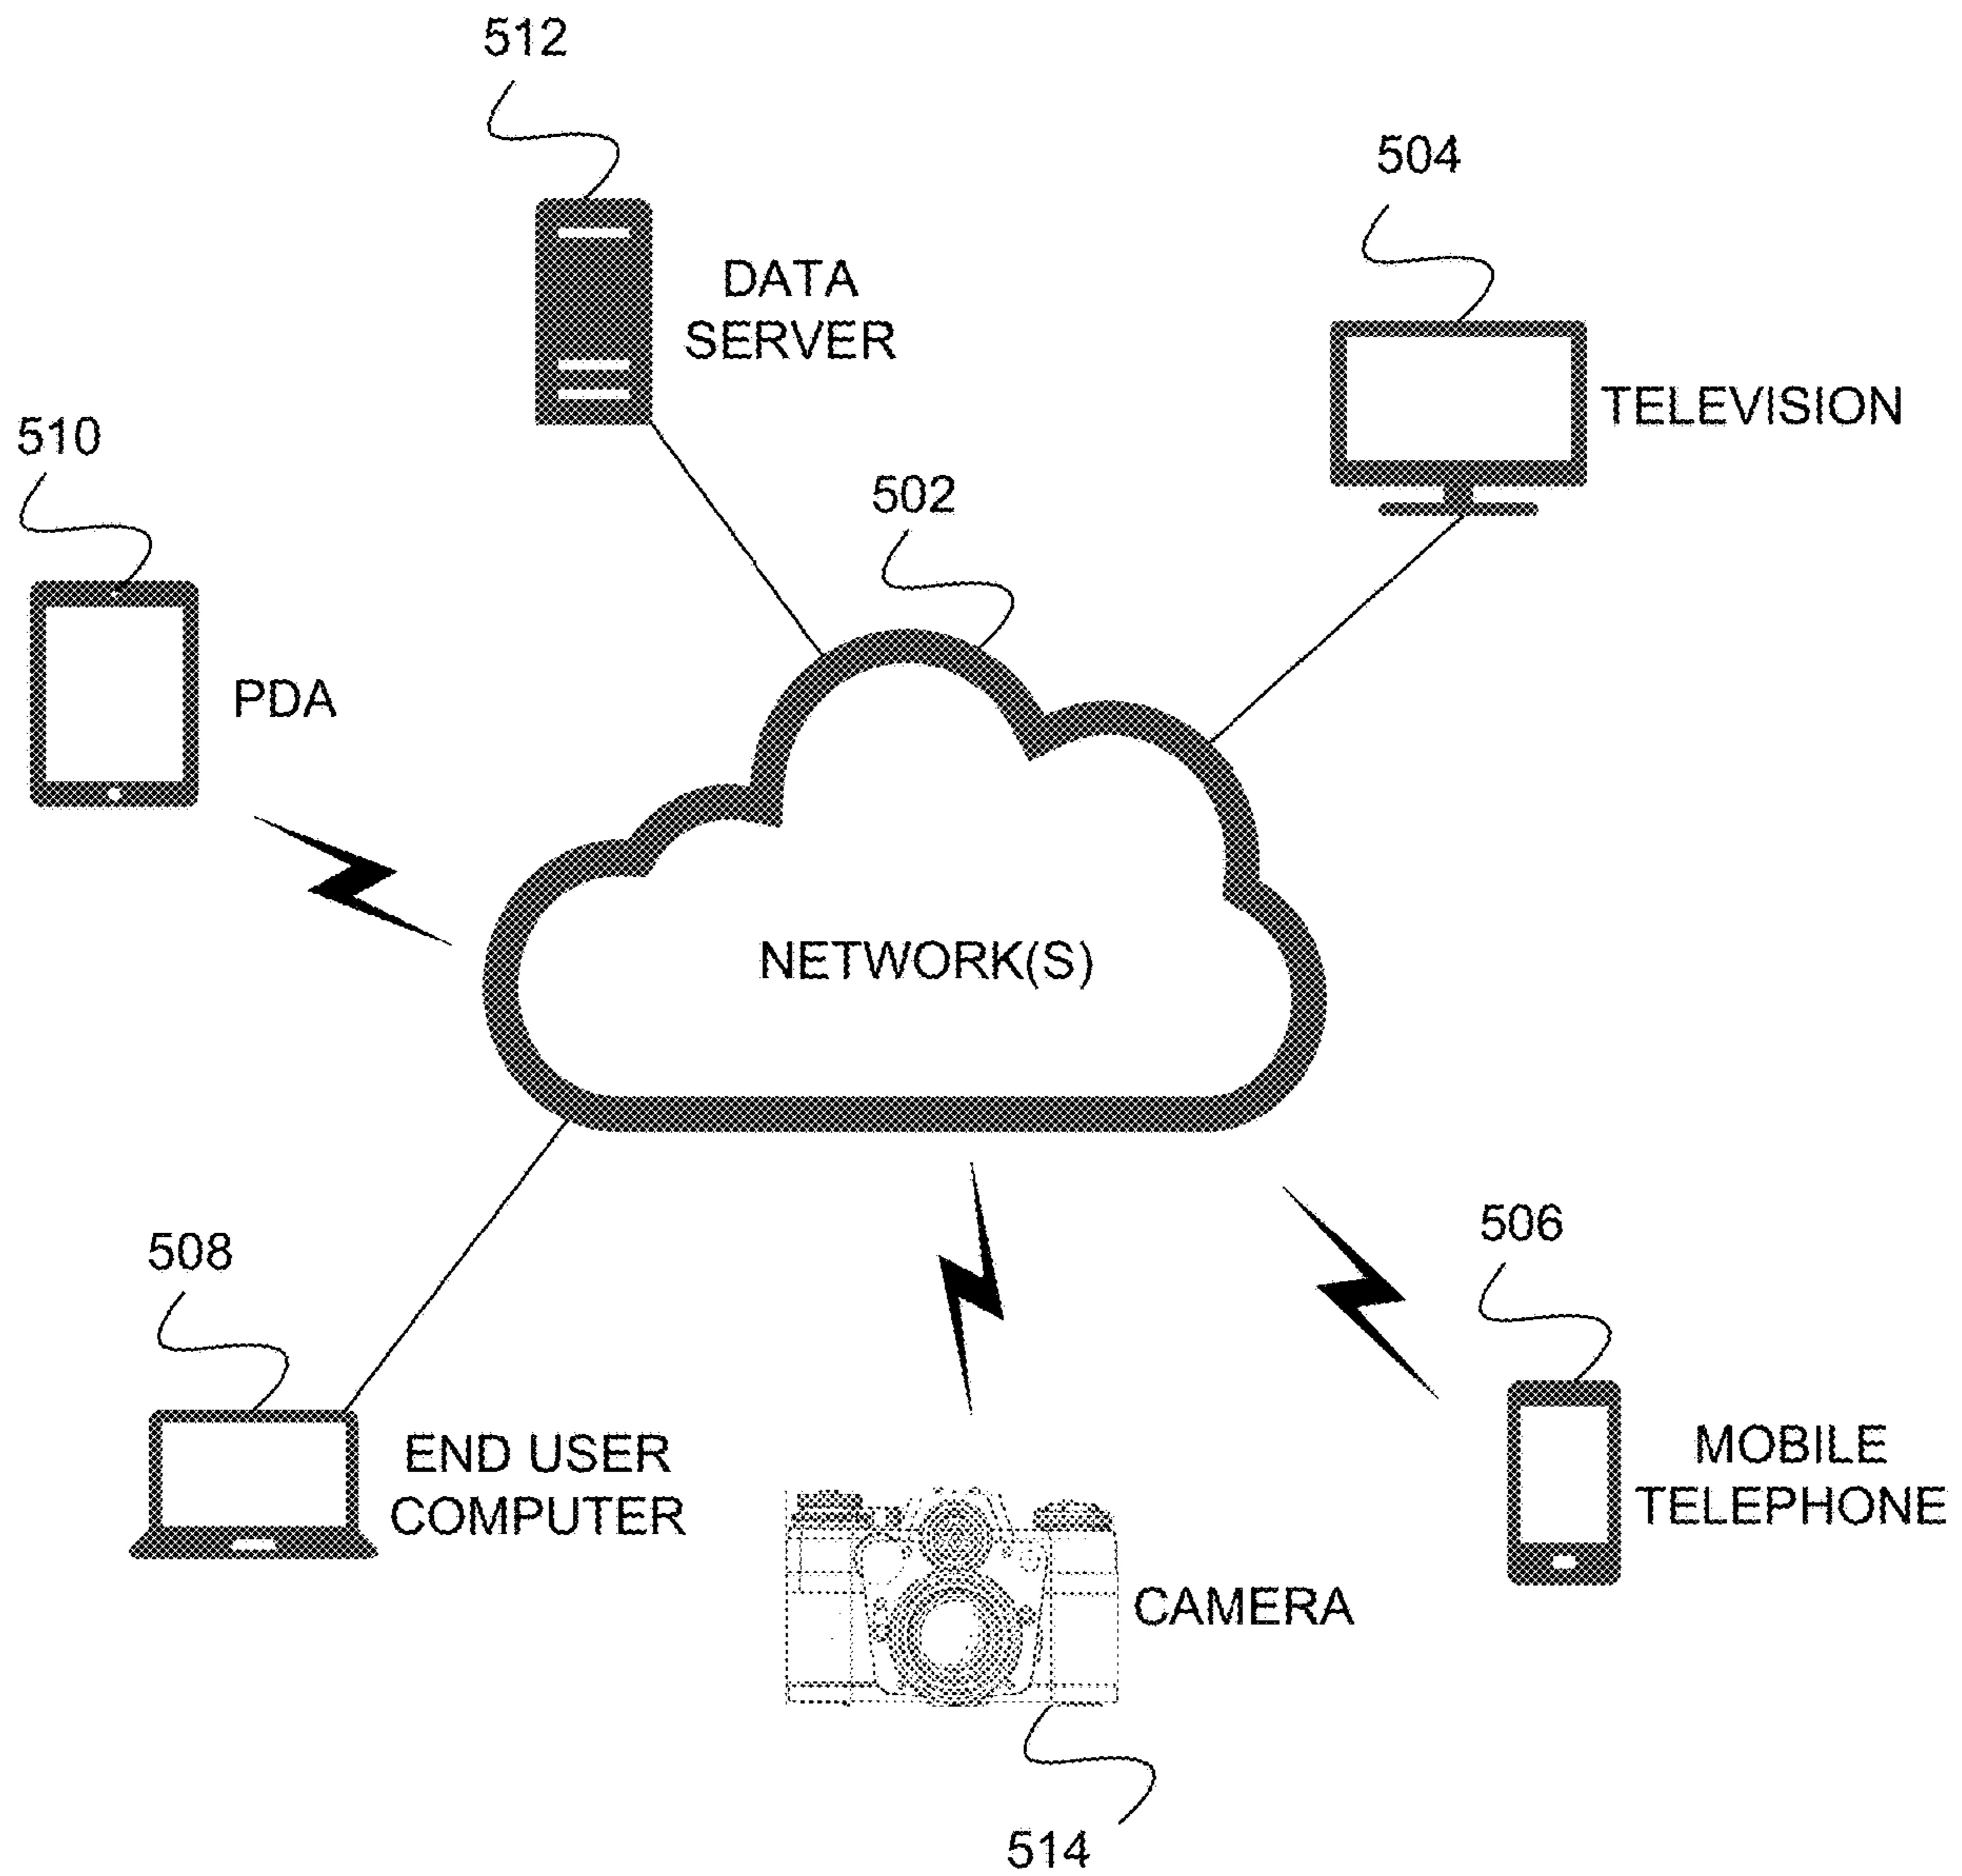 512
504
DATA
SERVER
TELEVISION
510
502
PDA
NETWORK(S)
508
506
END USER
COMPUTER
MOBILE
TELEPHONE
CAMERA
514